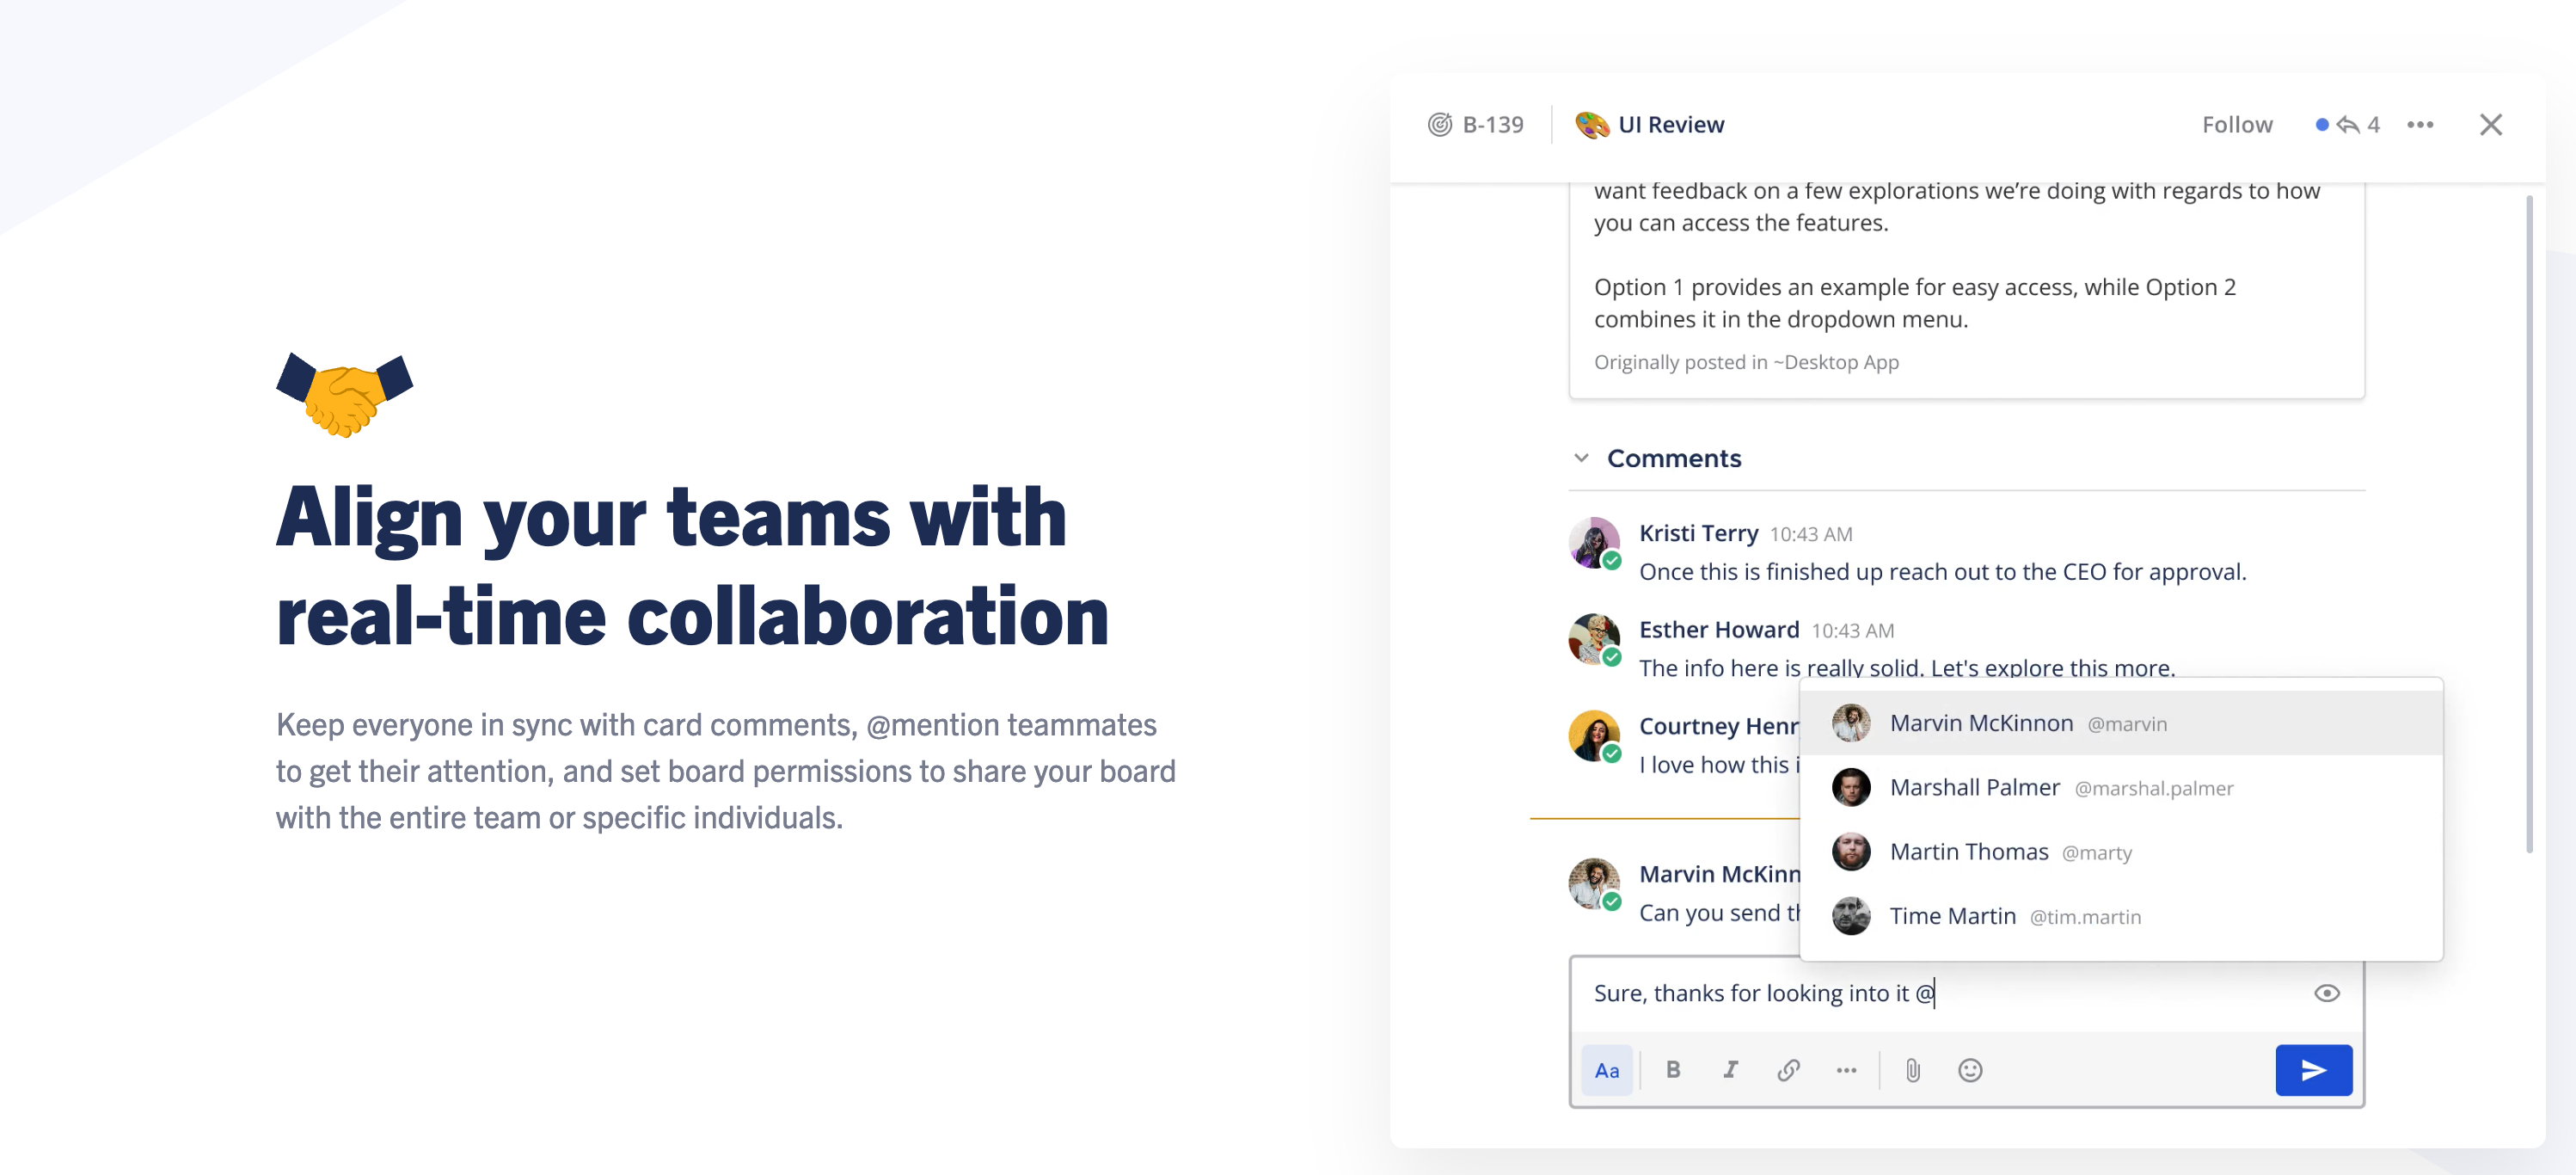 Align your teams with
real-time collaboration
Keep everyone in sync with card comments, @mention teammates
to get their attention, and set board permissions to share your board
with the entire team or specific individuals.
B-139
UI Review
Follow
4
want feedback on a few explorations we’re doing with regards to how
you can access the features.
Option 1 provides an example for easy access, while Option 2
combines it in the dropdown menu.
Originally posted in ~Desktop App
Comments
Kristi Terry 10:43 AM
Once this is finished up reach out to the CEO for approval.
Esther Howard 10:43 AM
The info here is really solid. Let's explore this more.
Courtney Henr
I love how this i
Marvin McKinn
Can you send th
Marvin McKinnon @marvin
Marshall Palmer @marshal.palmer
Martin Thomas @marty
Time Martin @tim.martin
Sure, thanks for looking into it @
Aa B I